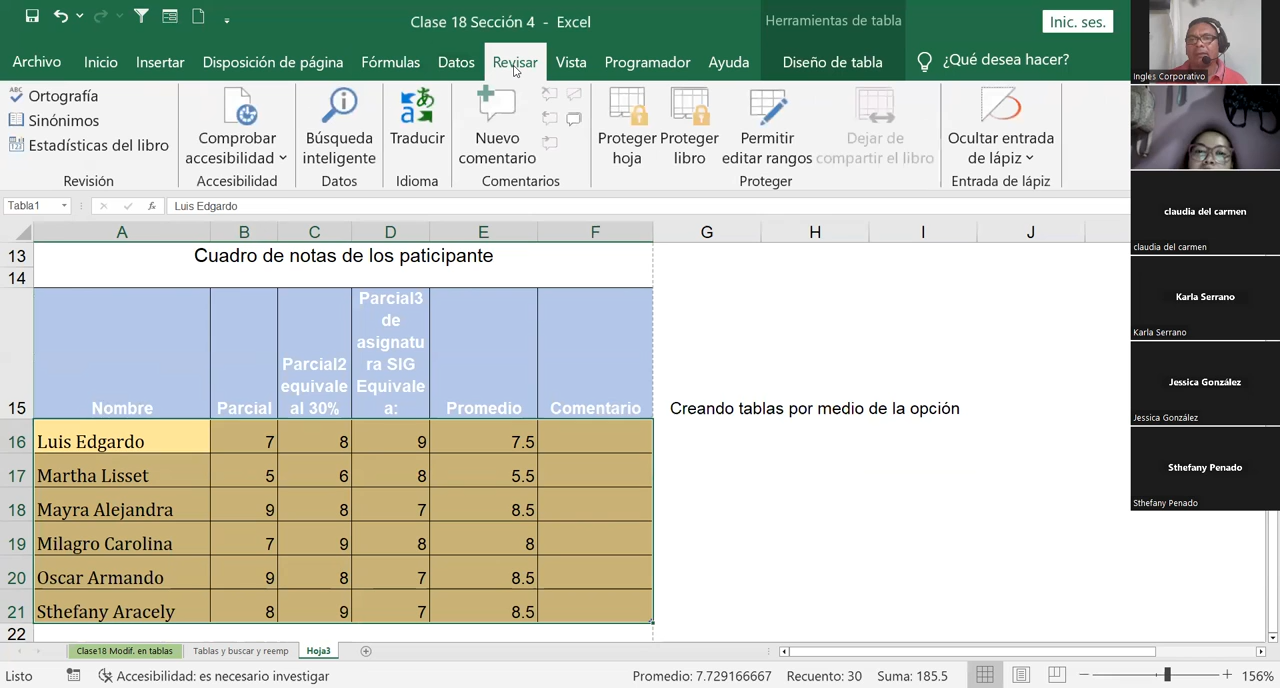 Clase 18 Sección 4 - Excel
Herramientas de tabla
Inic. ses.
Archivo Inicio Insertar Disposición de página Fórmulas Datos Revisar Vista Programador Ayuda Diseño de tabla ¿Qué desea hacer?
Ortografía
Sinónimos
Estadísticas del libro
Revisión
Comprobar
accesibilidad
Accesibilidad
Búsqueda
inteligente
Datos
Traducir
Idioma
Nuevo
comentario
Comentarios
Proteger
hoja
Proteger
libro
Permitir
editar rangos
Dejar de
compartir el libro
Proteger
Ocultar entrada
de lápiz
Entrada de lápiz
Tabla1 fx Luis Edgardo
A B C D E F G H I J
13 Cuadro de notas de los paticipante
14
15 Nombre
Parcial
Parcial2
equivale
al 30%
Parcial3
de
asignatu
ra SIG
Equivale
a:
Promedio
Comentario
Creando tablas por medio de la opción
16 Luis Edgardo 7 8 9 7.5
17 Martha Lisset 5 6 8 5.5
18 Mayra Alejandra 9 8 7 8.5
19 Milagro Carolina 7 9 8 8
20 Oscar Armando 9 8 7 8.5
21 Sthefany Aracely 8 9 7 8.5
22
Clase18 Modif. en tablas Tablas y buscar y reemp Hoja3
Listo Accesibilidad: es necesario investigar Promedio: 7.729166667 Recuento: 30 Suma: 185.5 156%
Ingles Corporativo
claudia del carmen
claudia del carmen
Karla Serrano
Karla Serrano
Jessica González
Jessica González
Sthefany Penado
Sthefany Penado